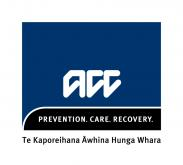 acc
PREVENTION. CARE. RECOVERY.
Te Kaporeihana Āwhina Hunga Whara